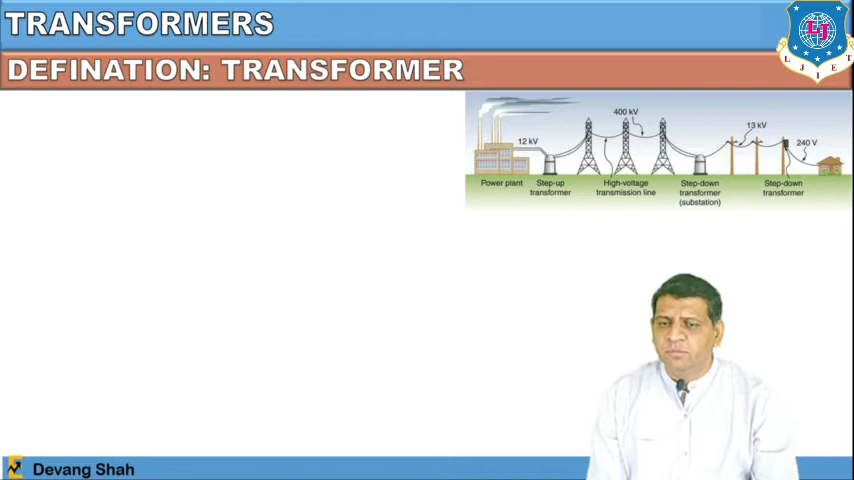 TRANSFORMERS
LJ
L J I E T
DEFINATION: TRANSFORMER
400 kV
13 kV
12 kV
240 V
Power plant
Step-up
transformer
High-voltage
transmission line
Step-down
transformer
(substation)
Step-down
transformer
Devang Shah